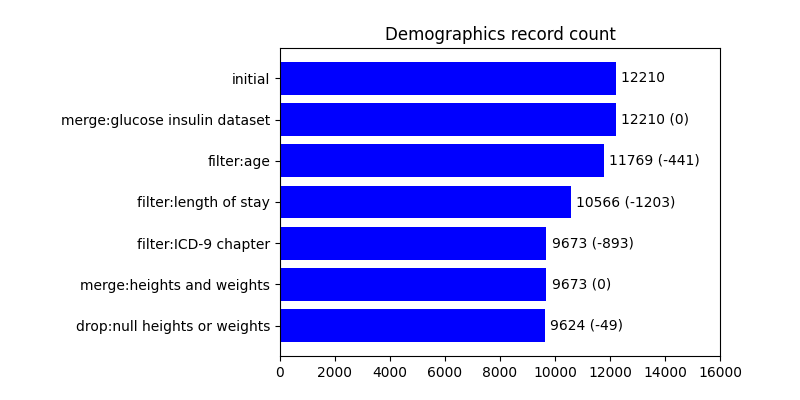 Demographics record count
initial 12210
merge:glucose insulin dataset 12210 (0)
filter:age 11769 (-441)
filter:length of stay 10566 (-1203)
filter:ICD-9 chapter 9673 (-893)
merge:heights and weights 9673 (0)
drop:null heights or weights 9624 (-49)
0 2000 4000 6000 8000 10000 12000 14000 16000